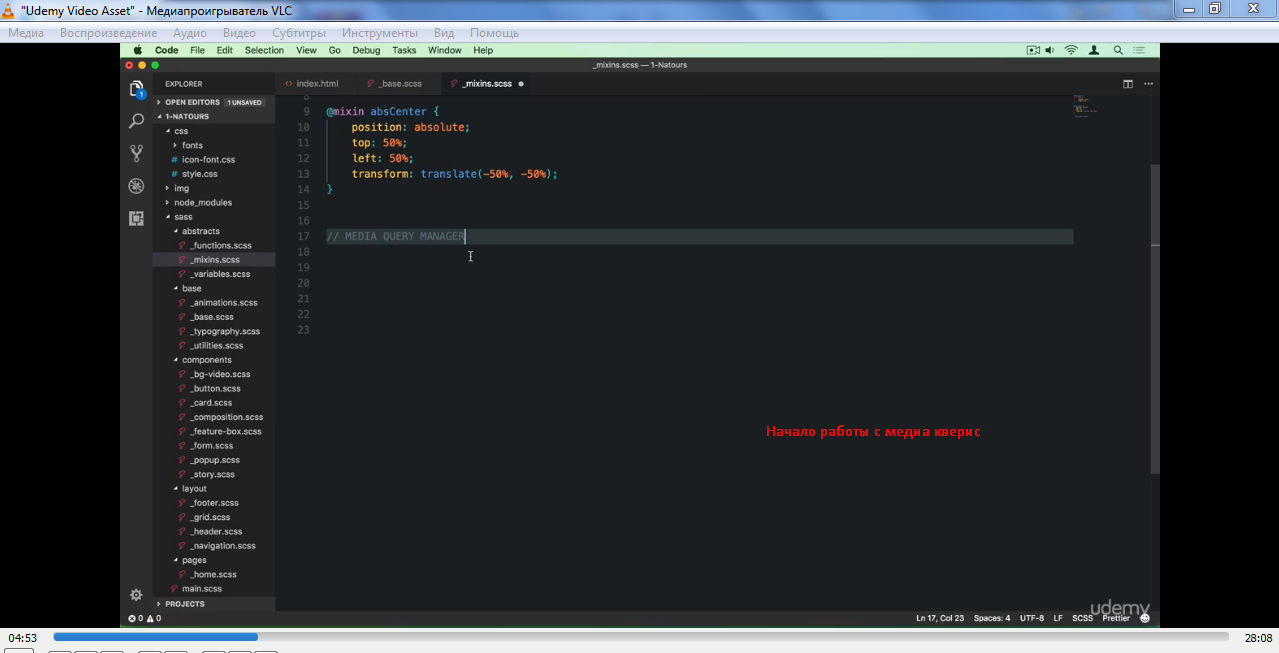 "Udemy Video Asset" - Медиапроигрыватель VLC
Медиа Воспроизведение Аудио Видео Субтитры Инструменты Вид Помощь
Code File Edit Selection View Go Debug Tasks Window Help
_mixins.scss — 1-Natours
EXPLORER
index.html _base.scss _mixins.scss
1
OPEN EDITORS 1 UNSAVED
1-NATOURS
css
fonts
icon-font.css
style.css
img
node_modules
sass
abstracts
_functions.scss
_mixins.scss
_variables.scss
base
_animations.scss
_base.scss
_typography.scss
_utilities.scss
components
_bg-video.scss
_button.scss
_card.scss
_composition.scss
_feature-box.scss
_form.scss
_popup.scss
_story.scss
layout
_footer.scss
_grid.scss
_header.scss
_navigation.scss
pages
_home.scss
main.scss
PROJECTS
8
9 @mixin absCenter {
10 position: absolute;
11 top: 50%;
12 left: 50%;
13 transform: translate(-50%, -50%);
14 }
15
16
17 // MEDIA QUERY MANAGER
18
19
20
21
22
23
Начало работы с медиа кверис
udemy
0 0 Ln 17, Col 23 Spaces: 4 UTF-8 LF SCSS Prettier
04:53 28:08